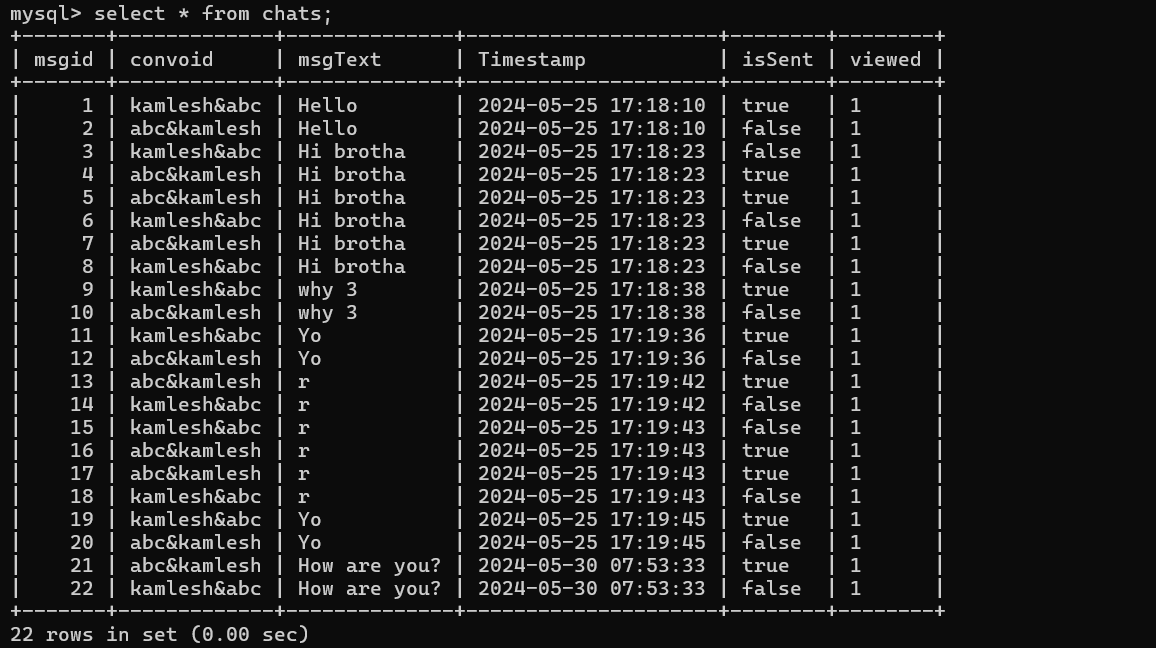 mysql> select * from chats;
+-------+-------------+--------------+---------------------+--------+--------+
| msgid | convoid     | msgText      | Timestamp           | isSent | viewed |
+-------+-------------+--------------+---------------------+--------+--------+
|     1 | kamlesh&abc | Hello        | 2024-05-25 17:18:10 | true   | 1      |
|     2 | abc&kamlesh | Hello        | 2024-05-25 17:18:10 | false  | 1      |
|     3 | kamlesh&abc | Hi brotha    | 2024-05-25 17:18:23 | false  | 1      |
|     4 | abc&kamlesh | Hi brotha    | 2024-05-25 17:18:23 | true   | 1      |
|     5 | abc&kamlesh | Hi brotha    | 2024-05-25 17:18:23 | true   | 1      |
|     6 | kamlesh&abc | Hi brotha    | 2024-05-25 17:18:23 | false  | 1      |
|     7 | abc&kamlesh | Hi brotha    | 2024-05-25 17:18:23 | true   | 1      |
|     8 | kamlesh&abc | Hi brotha    | 2024-05-25 17:18:23 | false  | 1      |
|     9 | kamlesh&abc | why 3        | 2024-05-25 17:18:38 | true   | 1      |
|    10 | abc&kamlesh | why 3        | 2024-05-25 17:18:38 | false  | 1      |
|    11 | kamlesh&abc | Yo           | 2024-05-25 17:19:36 | true   | 1      |
|    12 | abc&kamlesh | Yo           | 2024-05-25 17:19:36 | false  | 1      |
|    13 | abc&kamlesh | r            | 2024-05-25 17:19:42 | true   | 1      |
|    14 | kamlesh&abc | r            | 2024-05-25 17:19:42 | false  | 1      |
|    15 | kamlesh&abc | r            | 2024-05-25 17:19:43 | false  | 1      |
|    16 | abc&kamlesh | r            | 2024-05-25 17:19:43 | true   | 1      |
|    17 | abc&kamlesh | r            | 2024-05-25 17:19:43 | true   | 1      |
|    18 | kamlesh&abc | r            | 2024-05-25 17:19:43 | false  | 1      |
|    19 | kamlesh&abc | Yo           | 2024-05-25 17:19:45 | true   | 1      |
|    20 | abc&kamlesh | Yo           | 2024-05-25 17:19:45 | false  | 1      |
|    21 | abc&kamlesh | How are you? | 2024-05-30 07:53:33 | true   | 1      |
|    22 | kamlesh&abc | How are you? | 2024-05-30 07:53:33 | false  | 1      |
+-------+-------------+--------------+---------------------+--------+--------+
22 rows in set (0.00 sec)